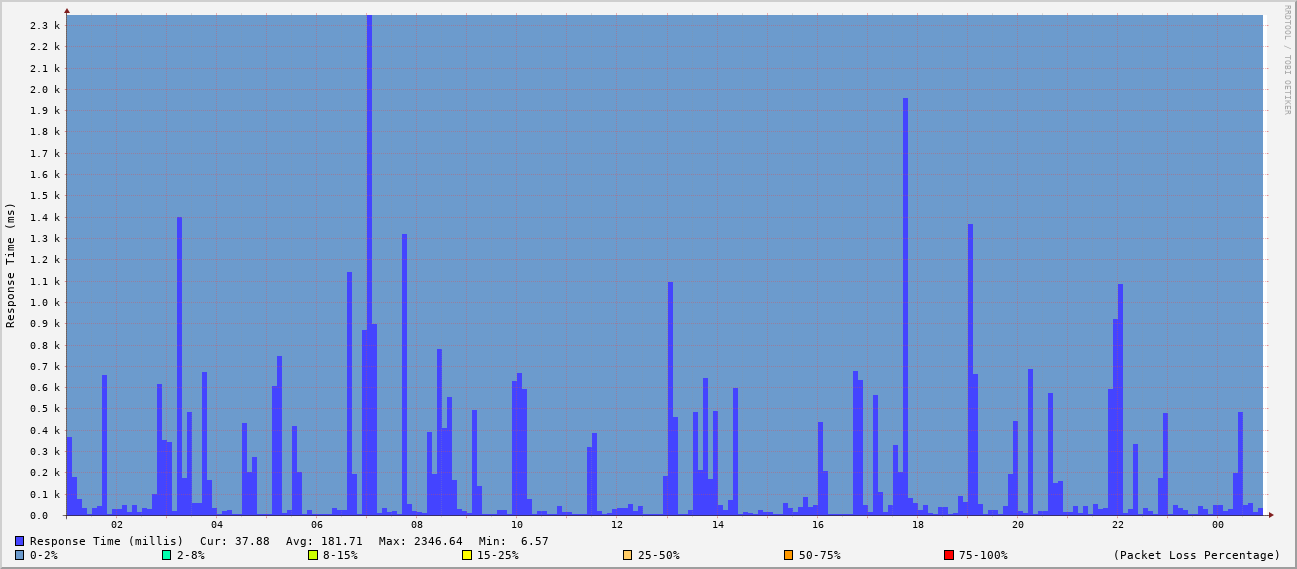 RRDTOOL / TOBI OETIKER
Response Time (ms)
2.3 k
2.2 k
2.1 k
2.0 k
1.9 k
1.8 k
1.7 k
1.6 k
1.5 k
1.4 k
1.3 k
1.2 k
1.1 k
1.0 k
0.9 k
0.8 k
0.7 k
0.6 k
0.5 k
0.4 k
0.3 k
0.2 k
0.1 k
0.0
02 04 06 08 10 12 14 16 18 20 22 00
Response Time (millis) Cur: 37.88 Avg: 181.71 Max: 2346.64 Min: 6.57
0-2% 2-8% 8-15% 15-25% 25-50% 50-75% 75-100% (Packet Loss Percentage)